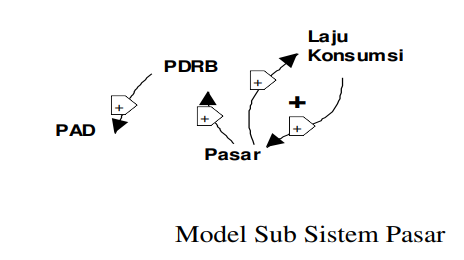 Laju
Konsumsi
PDRB
+
+
+
PAD
+
+
Pasar
Model Sub Sistem Pasar